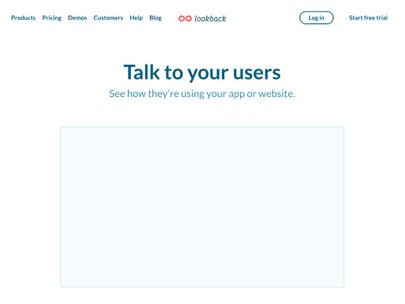 Products Pricing Demos Customers Help Blog lookback Log in Start free trial
Talk to your users
See how they're using your app or website.